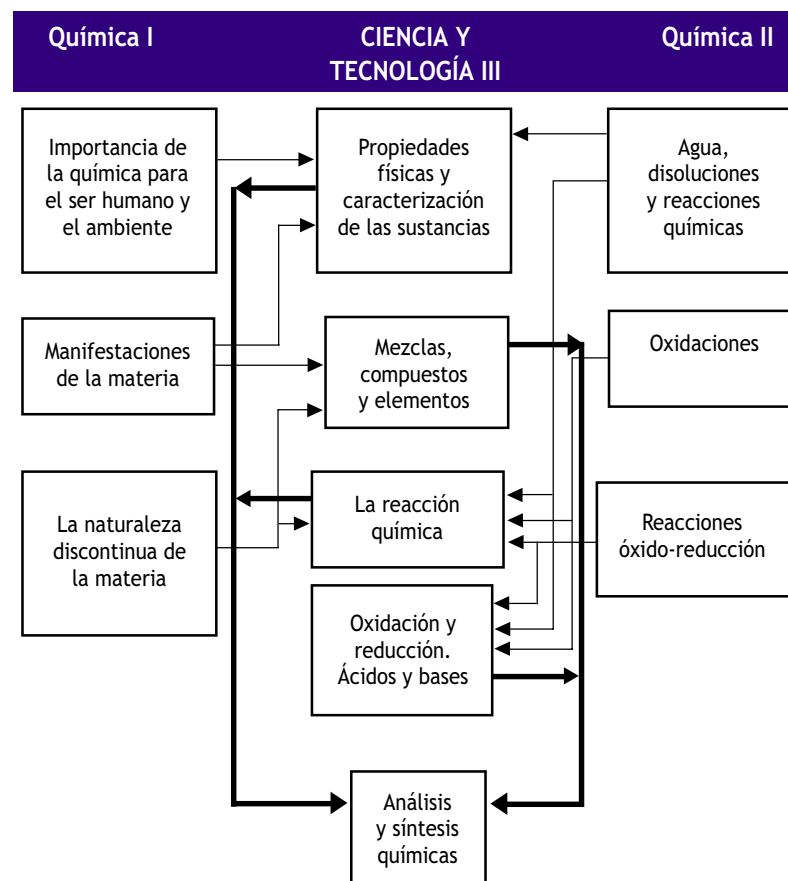 Química I
CIENCIA Y
TECNOLOGÍA III
Química II
Importancia de
la química para
el ser humano y
el ambiente
Propiedades
físicas y
caracterización
de las sustancias
Agua,
disoluciones
y reacciones
químicas
Manifestaciones
de la materia
Mezclas,
compuestos
y elementos
Oxidaciones
La naturaleza
discontinua de
la materia
La reacción
química
Reacciones
óxido-reducción
Oxidación y
reducción.
Ácidos y bases
Análisis
y síntesis
químicas